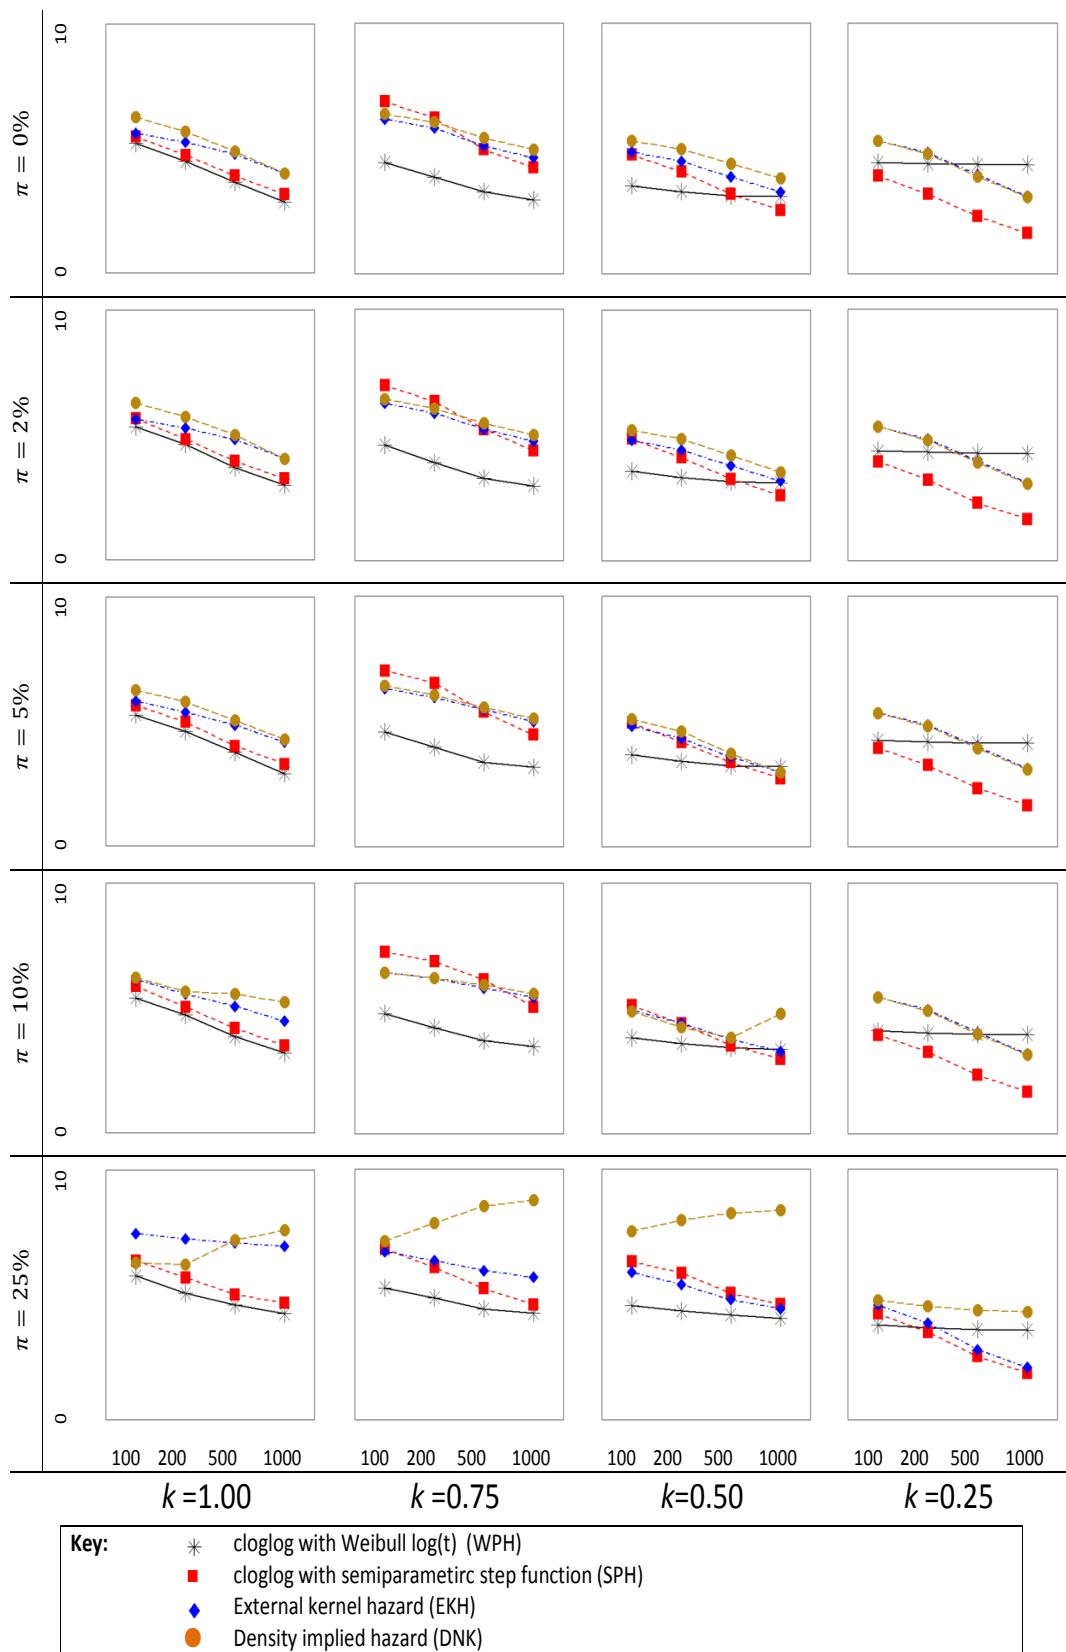 10
π = 0%
0
10
π = 2%
0
10
π = 5%
0
10
π = 10%
0
10
π = 25%
0
100 200 500 1000 100 200 500 1000 100 200 500 1000 100 200 500 1000
k =1.00 k =0.75 k=0.50 k =0.25
Key:
cloglog with Weibull log(t) (WPH)
cloglog with semiparametirc step function (SPH)
External kernel hazard (EKH)
Density implied hazard (DNK)